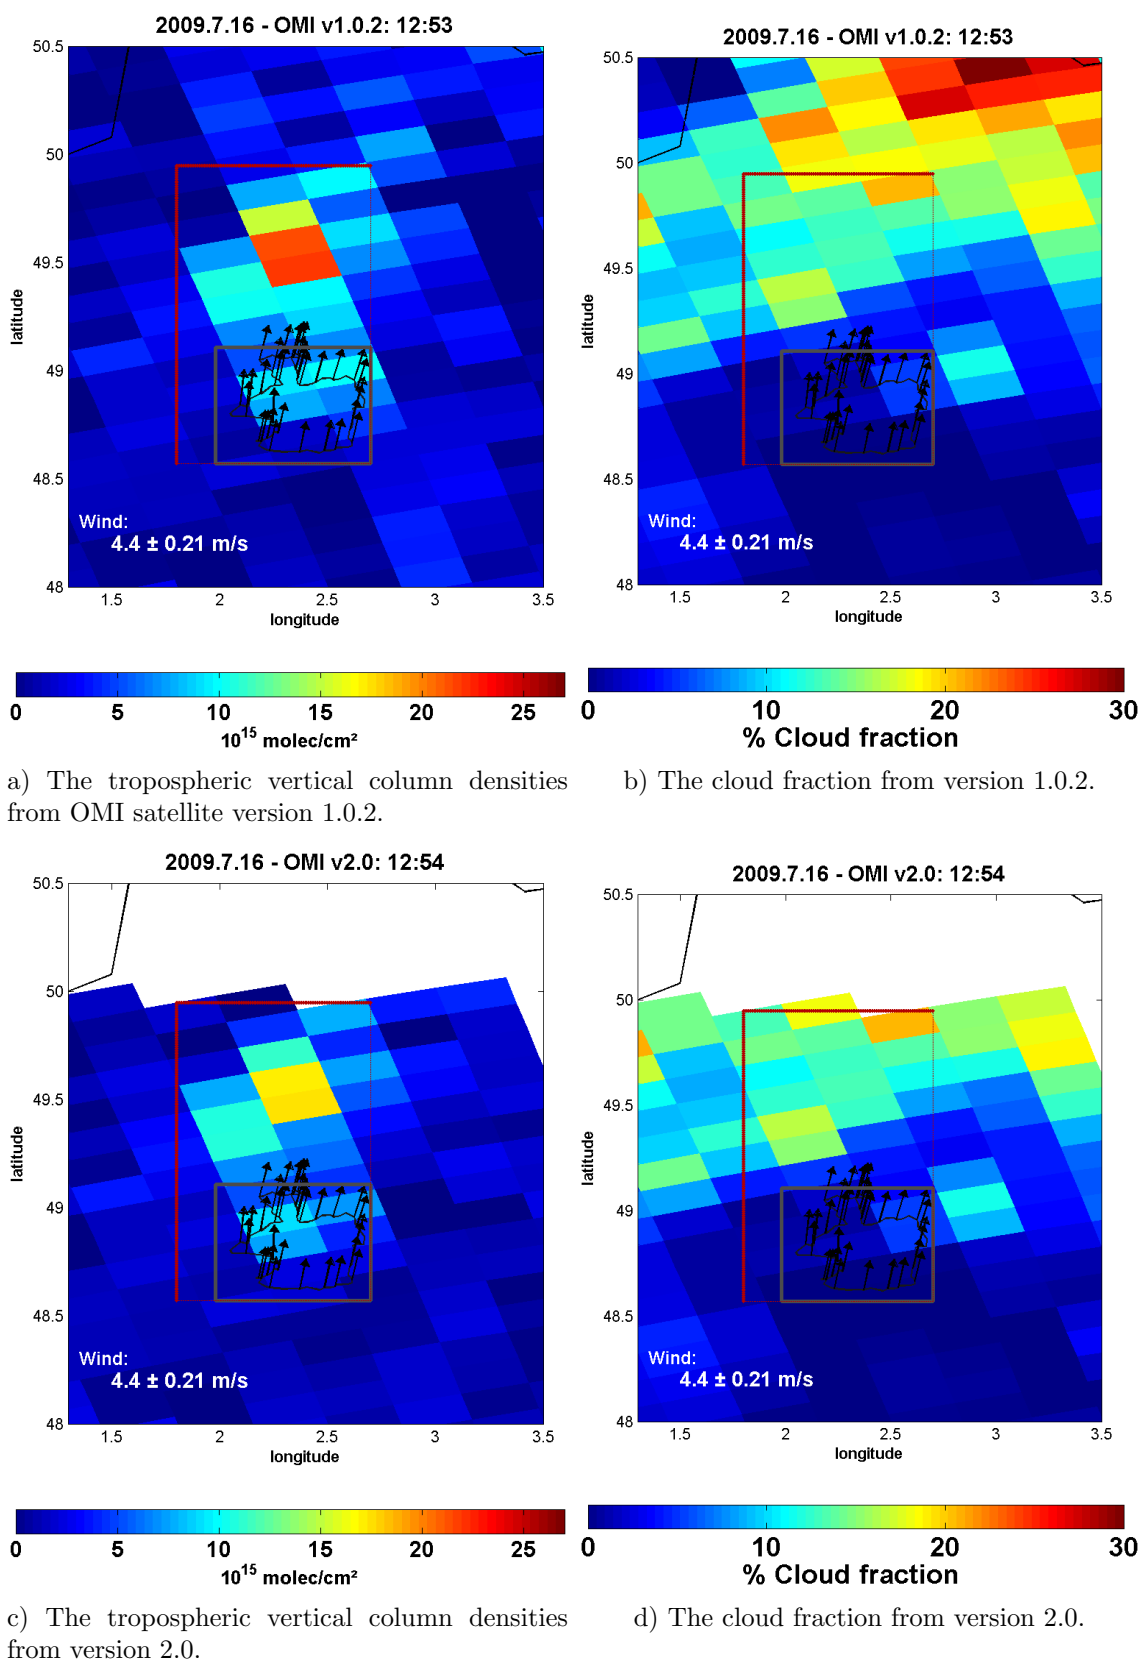 2009.7.16 - OMI v1.0.2: 12:53
50.5
50
49.5
49
48.5
48
latitude
Wind:
4.4 ± 0.21 m/s
1.5 2 2.5 3 3.5
longitude
0 5 10 15 20 25
10¹⁵ molec/cm²
a) The tropospheric vertical column densities
from OMI satellite version 1.0.2.
2009.7.16 - OMI v1.0.2: 12:53
50.5
50
49.5
49
48.5
48
latitude
Wind:
4.4 ± 0.21 m/s
1.5 2 2.5 3 3.5
longitude
0 10 20 30
% Cloud fraction
b) The cloud fraction from version 1.0.2.
2009.7.16 - OMI v2.0: 12:54
50.5
50
49.5
49
48.5
48
latitude
Wind:
4.4 ± 0.21 m/s
1.5 2 2.5 3 3.5
longitude
0 5 10 15 20 25
10¹⁵ molec/cm²
c) The tropospheric vertical column densities
from version 2.0.
2009.7.16 - OMI v2.0: 12:54
50.5
50
49.5
49
48.5
48
latitude
Wind:
4.4 ± 0.21 m/s
1.5 2 2.5 3 3.5
longitude
0 10 20 30
% Cloud fraction
d) The cloud fraction from version 2.0.